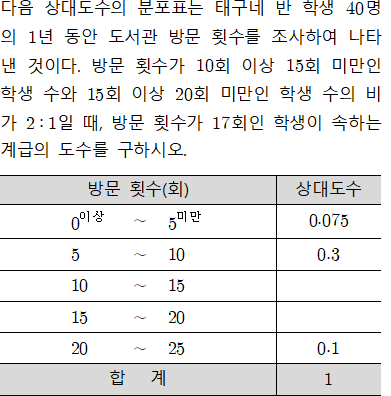 다음 상대도수의 분포표는 태구네 반 학생 40명
의 1년 동안 도서관 방문 횟수를 조사하여 나타
낸 것이다. 방문 횟수가 10회 이상 15회 미만인
학생 수와 15회 이상 20회 미만인 학생 수의 비
가 2:1일 때, 방문 횟수가 17회인 학생이 속하는
계급의 도수를 구하시오.
방문 횟수(회) 상대도수
0이상 ~ 5미만 0.075
5 ~ 10 0.3
10 ~ 15
15 ~ 20
20 ~ 25 0.1
합 계 1